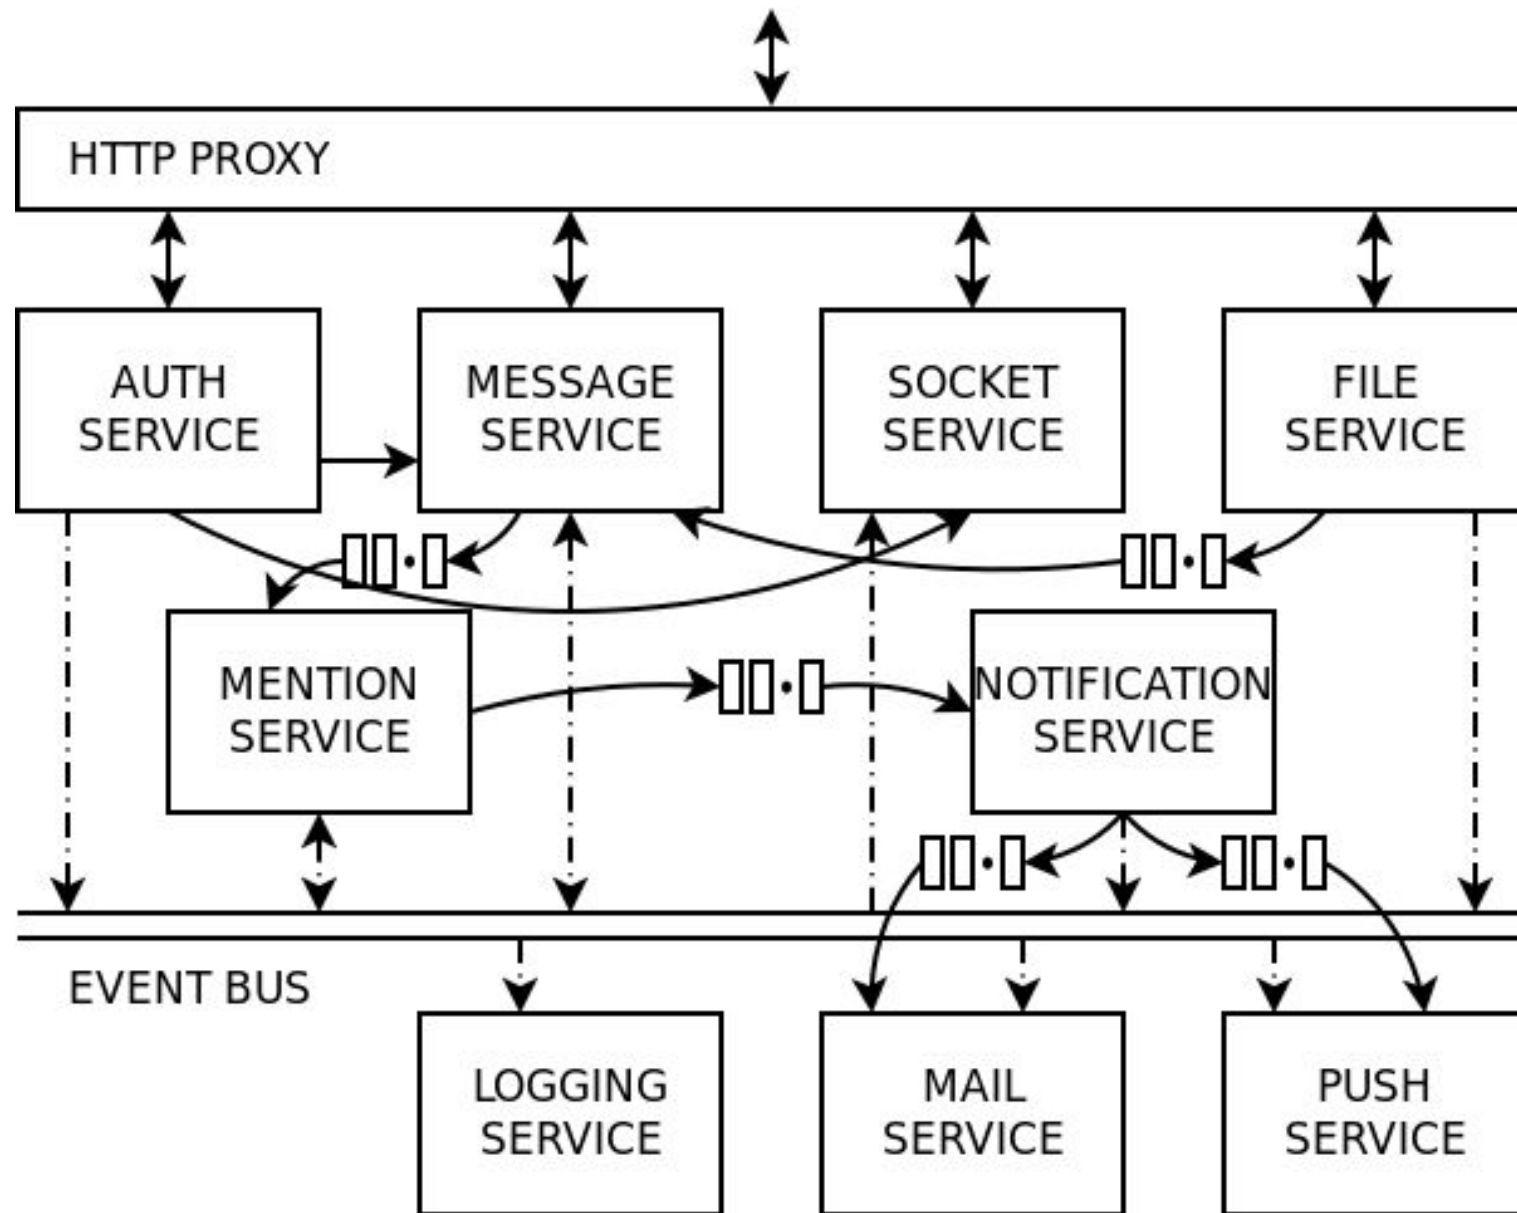 HTTP PROXY
AUTH
SERVICE
MESSAGE
SERVICE
SOCKET
SERVICE
FILE
SERVICE
MENTION
SERVICE
NOTIFICATION
SERVICE
EVENT BUS
LOGGING
SERVICE
MAIL
SERVICE
PUSH
SERVICE